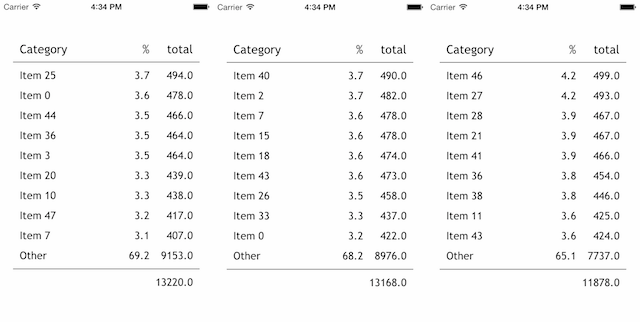 Carrier 4:34 PM
Category % total
Item 25 3.7 494.0
Item 0 3.6 478.0
Item 44 3.5 466.0
Item 36 3.5 464.0
Item 3 3.5 464.0
Item 20 3.3 439.0
Item 10 3.3 438.0
Item 47 3.2 417.0
Item 7 3.1 407.0
Other 69.2 9153.0
13220.0
Carrier 4:34 PM
Category % total
Item 40 3.7 490.0
Item 2 3.7 482.0
Item 7 3.6 478.0
Item 15 3.6 478.0
Item 18 3.6 474.0
Item 43 3.6 473.0
Item 26 3.5 458.0
Item 33 3.3 437.0
Item 0 3.2 422.0
Other 68.2 8976.0
13168.0
Carrier 4:34 PM
Category % total
Item 46 4.2 499.0
Item 27 4.2 493.0
Item 28 3.9 467.0
Item 21 3.9 467.0
Item 41 3.9 466.0
Item 36 3.8 454.0
Item 38 3.8 446.0
Item 11 3.6 425.0
Item 43 3.6 424.0
Other 65.1 7737.0
11878.0